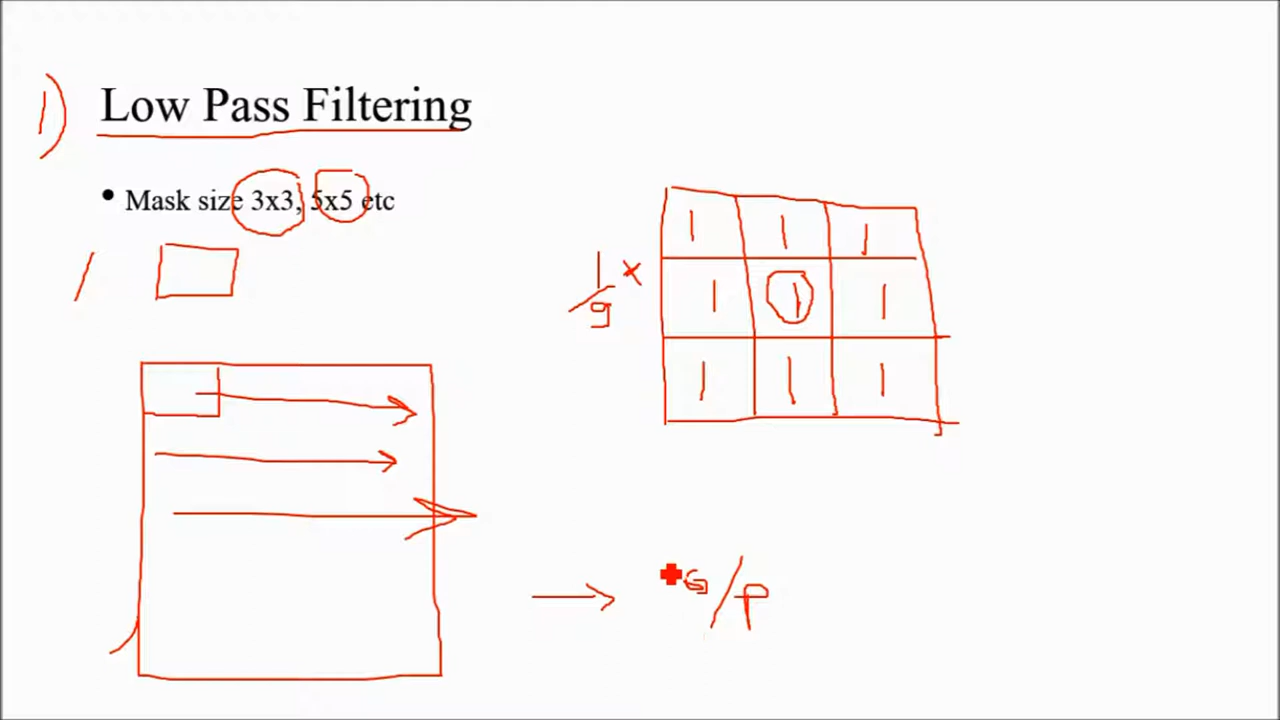 1) Low Pass Filtering
• Mask size 3x3, 5x5 etc
1 1 1
1/9 x 1 1 1
1 1 1